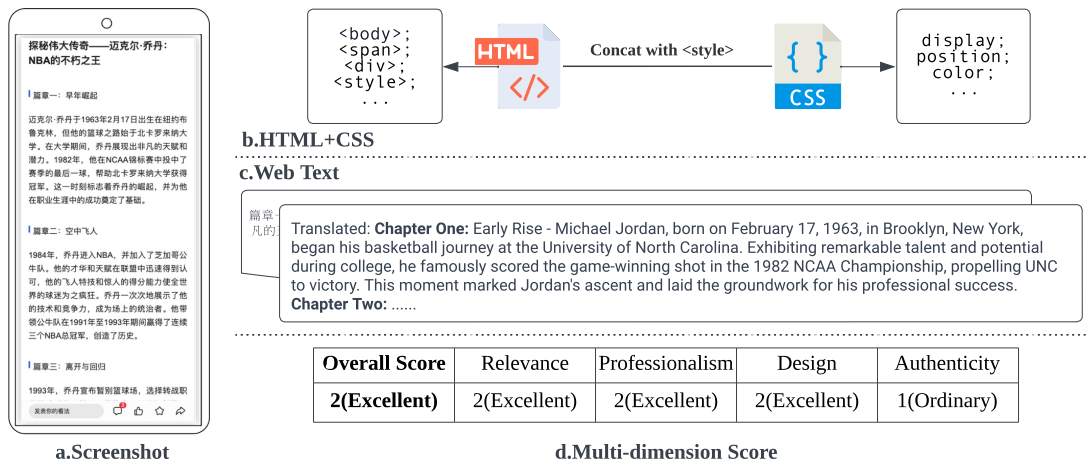 探秘伟大传奇——迈克尔·乔丹：
NBA的不朽之王
篇章一：早年崛起
迈克尔·乔丹于1963年2月17日出生在纽约布
鲁克林，但他的篮球之路始于北卡罗来纳大
学。在大学期间，乔丹展现出非凡的天赋和
潜力。1982年，他在NCAA锦标赛中投中了
赛季的最后一球，帮助北卡罗来纳大学获得
冠军。这一时刻标志着乔丹的崛起，并为他
在职业生涯中的成功奠定了基础。
篇章二：空中飞人
1984年，乔丹进入NBA，并加入了芝加哥公
牛队。他的才华和天赋在联盟中迅速得到认
可，他的飞人特技和惊人的得分能力使全世
界的球迷为之疯狂。乔丹一次次地展示了他
的技术和竞争力，成为场上的统治者。他带
领公牛队在1991年至1993年期间赢得了连续
三个NBA总冠军，创造了历史。
篇章三：离开与回归
1993年，乔丹宣布暂别篮球场，选择转战职
发表你的看法
a.Screenshot
<body>;
<span>;
<div>;
<style>;
...
HTML
</>
Concat with <style>
{ }
CSS
display;
position;
color;
...
b.HTML+CSS
c.Web Text
篇章
凡的
Translated: Chapter One: Early Rise - Michael Jordan, born on February 17, 1963, in Brooklyn, New York,
began his basketball journey at the University of North Carolina. Exhibiting remarkable talent and potential
during college, he famously scored the game-winning shot in the 1982 NCAA Championship, propelling UNC
to victory. This moment marked Jordan's ascent and laid the groundwork for his professional success.
Chapter Two: ......
Overall Score Relevance Professionalism Design Authenticity
2(Excellent) 2(Excellent) 2(Excellent) 2(Excellent) 1(Ordinary)
d.Multi-dimension Score